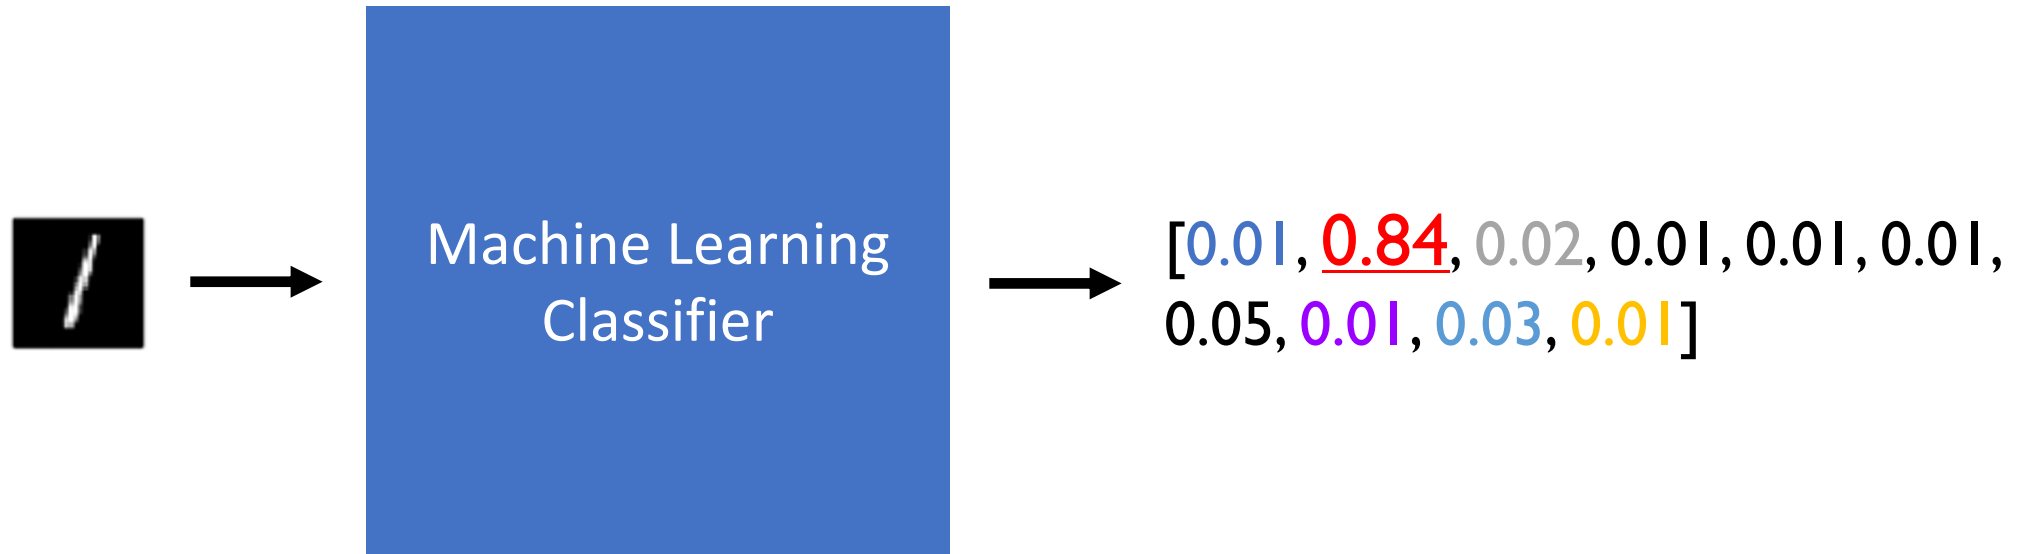 Machine Learning
Classifier
[0.01, 0.84, 0.02, 0.01, 0.01, 0.01,
0.05, 0.01, 0.03, 0.01]